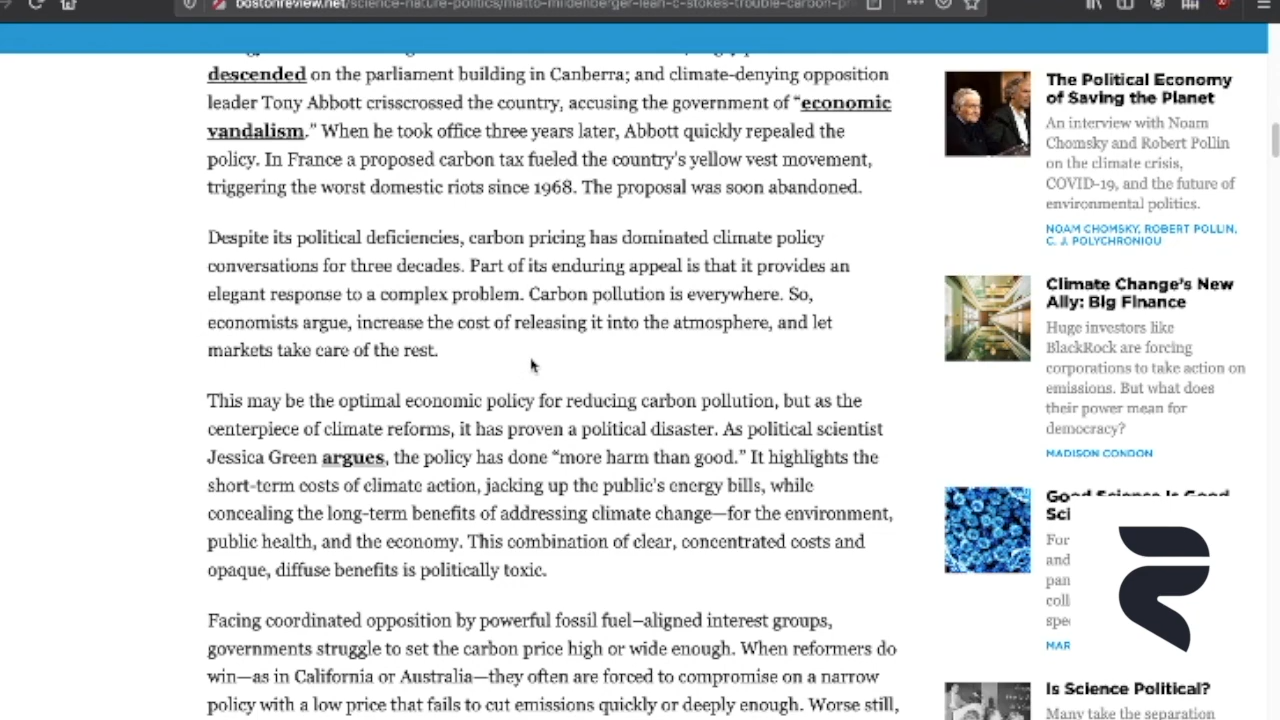 bostonreview.net/science-nature-politics/matto-mildenberger-leah-c-stokes-trouble-carbon-pr
descended on the parliament building in Canberra; and climate-denying opposition
leader Tony Abbott crisscrossed the country, accusing the government of “economic
vandalism.” When he took office three years later, Abbott quickly repealed the
policy. In France a proposed carbon tax fueled the country’s yellow vest movement,
triggering the worst domestic riots since 1968. The proposal was soon abandoned.
Despite its political deficiencies, carbon pricing has dominated climate policy
conversations for three decades. Part of its enduring appeal is that it provides an
elegant response to a complex problem. Carbon pollution is everywhere. So,
economists argue, increase the cost of releasing it into the atmosphere, and let
markets take care of the rest.
This may be the optimal economic policy for reducing carbon pollution, but as the
centerpiece of climate reforms, it has proven a political disaster. As political scientist
Jessica Green argues, the policy has done “more harm than good.” It highlights the
short-term costs of climate action, jacking up the public’s energy bills, while
concealing the long-term benefits of addressing climate change—for the environment,
public health, and the economy. This combination of clear, concentrated costs and
opaque, diffuse benefits is politically toxic.
Facing coordinated opposition by powerful fossil fuel–aligned interest groups,
governments struggle to set the carbon price high or wide enough. When reformers do
win—as in California or Australia—they often are forced to compromise on a narrow
policy with a low price that fails to cut emissions quickly or deeply enough. Worse still,
The Political Economy
of Saving the Planet
An interview with Noam
Chomsky and Robert Pollin
on the climate crisis,
COVID-19, and the future of
environmental politics.
NOAM CHOMSKY, ROBERT POLLIN,
C. J. POLYCHRONIOU
Climate Change’s New
Ally: Big Finance
Huge investors like
BlackRock are forcing
corporations to take action on
emissions. But what does
their power mean for
democracy?
MADISON CONDON
Good Science Is Good
Sci
For
and
pan
coll
spe
MAR
Is Science Political?
Many take the separation